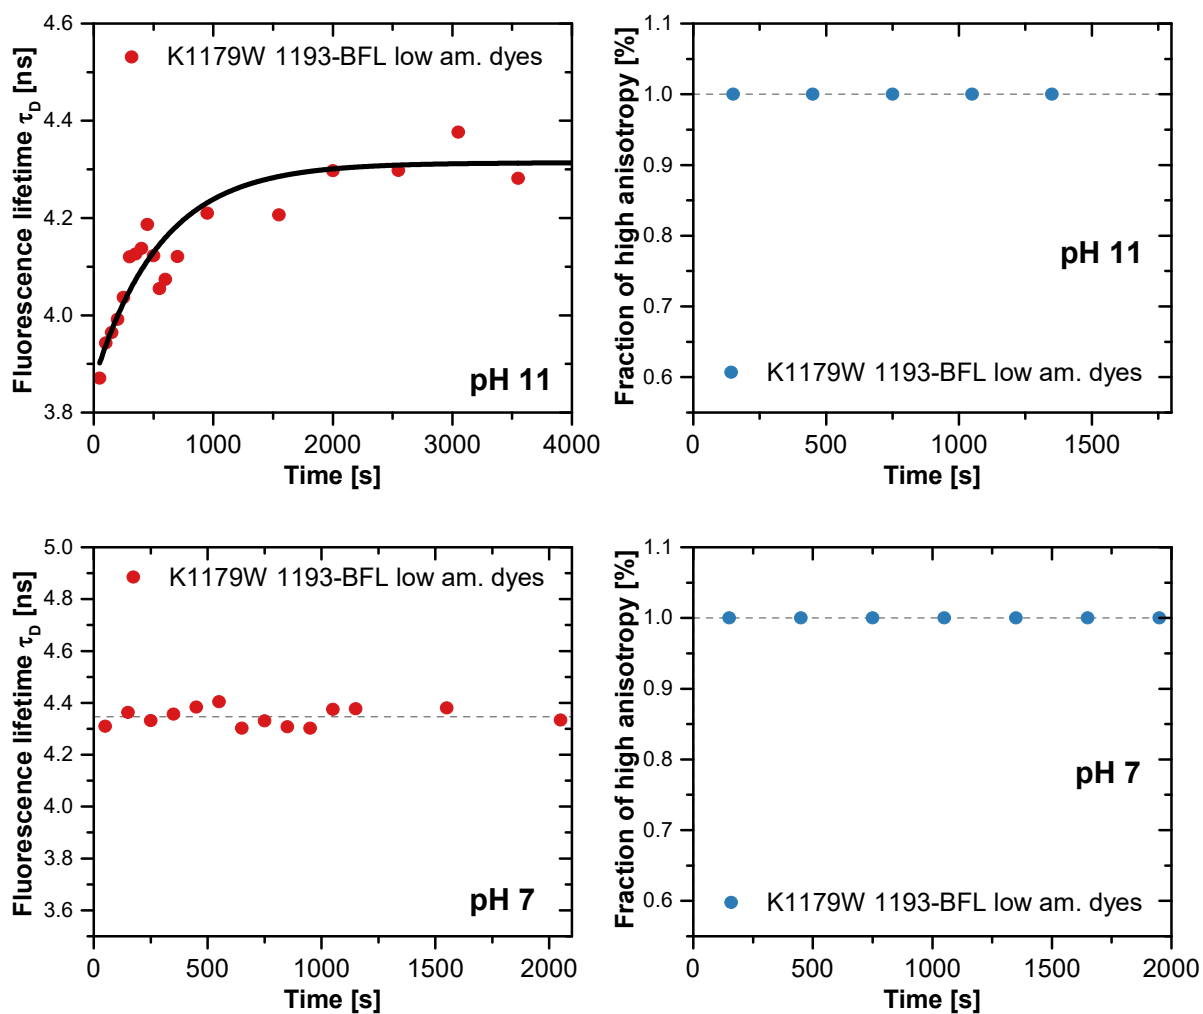 Fluorescence lifetime τD [ns]
4.6
4.4
4.2
4.0
3.8
K1179W 1193-BFL low am. dyes
pH 11
0 1000 2000 3000 4000
Time [s]
Fraction of high anisotropy [%]
1.1
1.0
0.9
0.8
0.7
0.6
pH 11
K1179W 1193-BFL low am. dyes
0 500 1000 1500
Time [s]
Fluorescence lifetime τD [ns]
5.0
4.8
4.6
4.4
4.2
4.0
3.8
3.6
K1179W 1193-BFL low am. dyes
pH 7
0 500 1000 1500 2000
Time [s]
Fraction of high anisotropy [%]
1.1
1.0
0.9
0.8
0.7
0.6
pH 7
K1179W 1193-BFL low am. dyes
0 500 1000 1500 2000
Time [s]